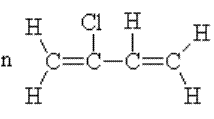 Cl H
H H
n C=C—C=C
H H H